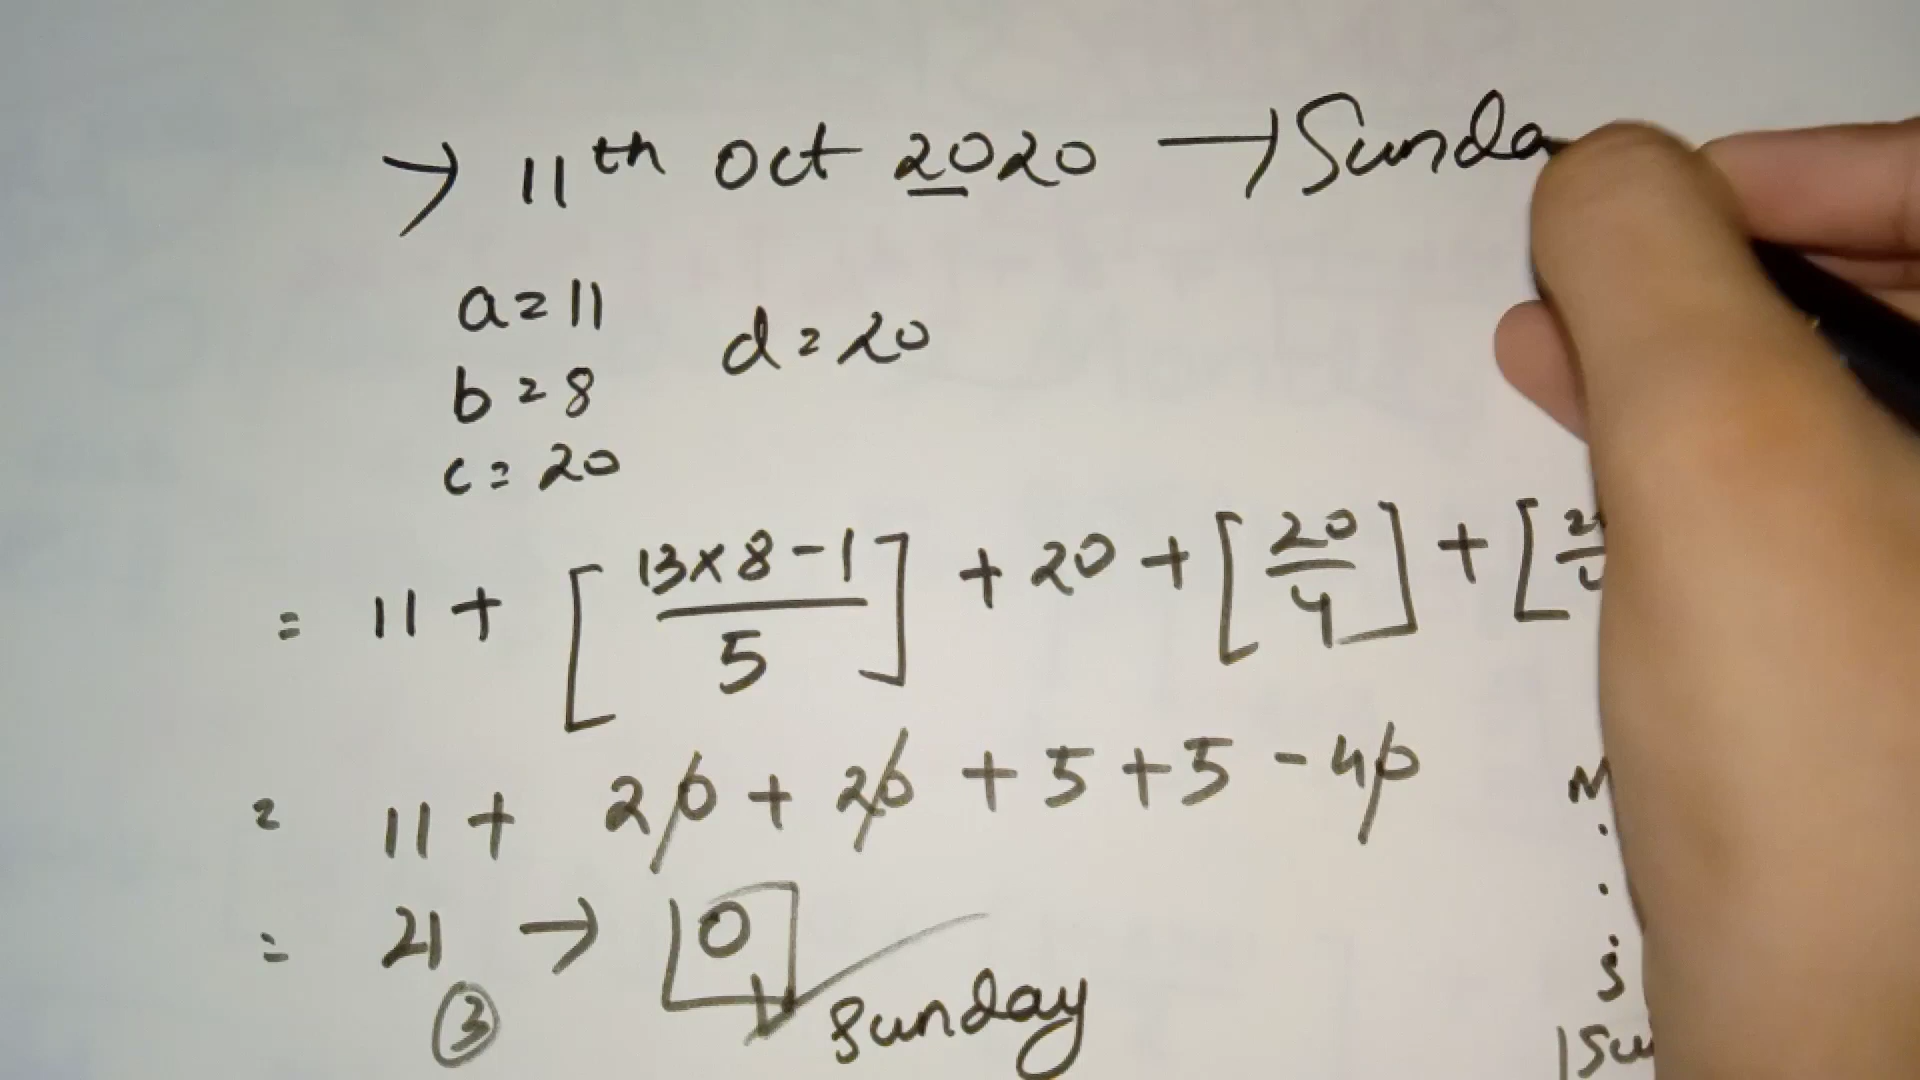 → 11th Oct 2020 → Sunda
a = 11
d = 20
b = 8
c = 20
= 11 + [ 13 x 8 - 1 / 5 ] + 20 + [ 20 / 4 ] + [
= 11 + 20 + 20 + 5 + 5 - 40
= 21 → 0
③ Sunday